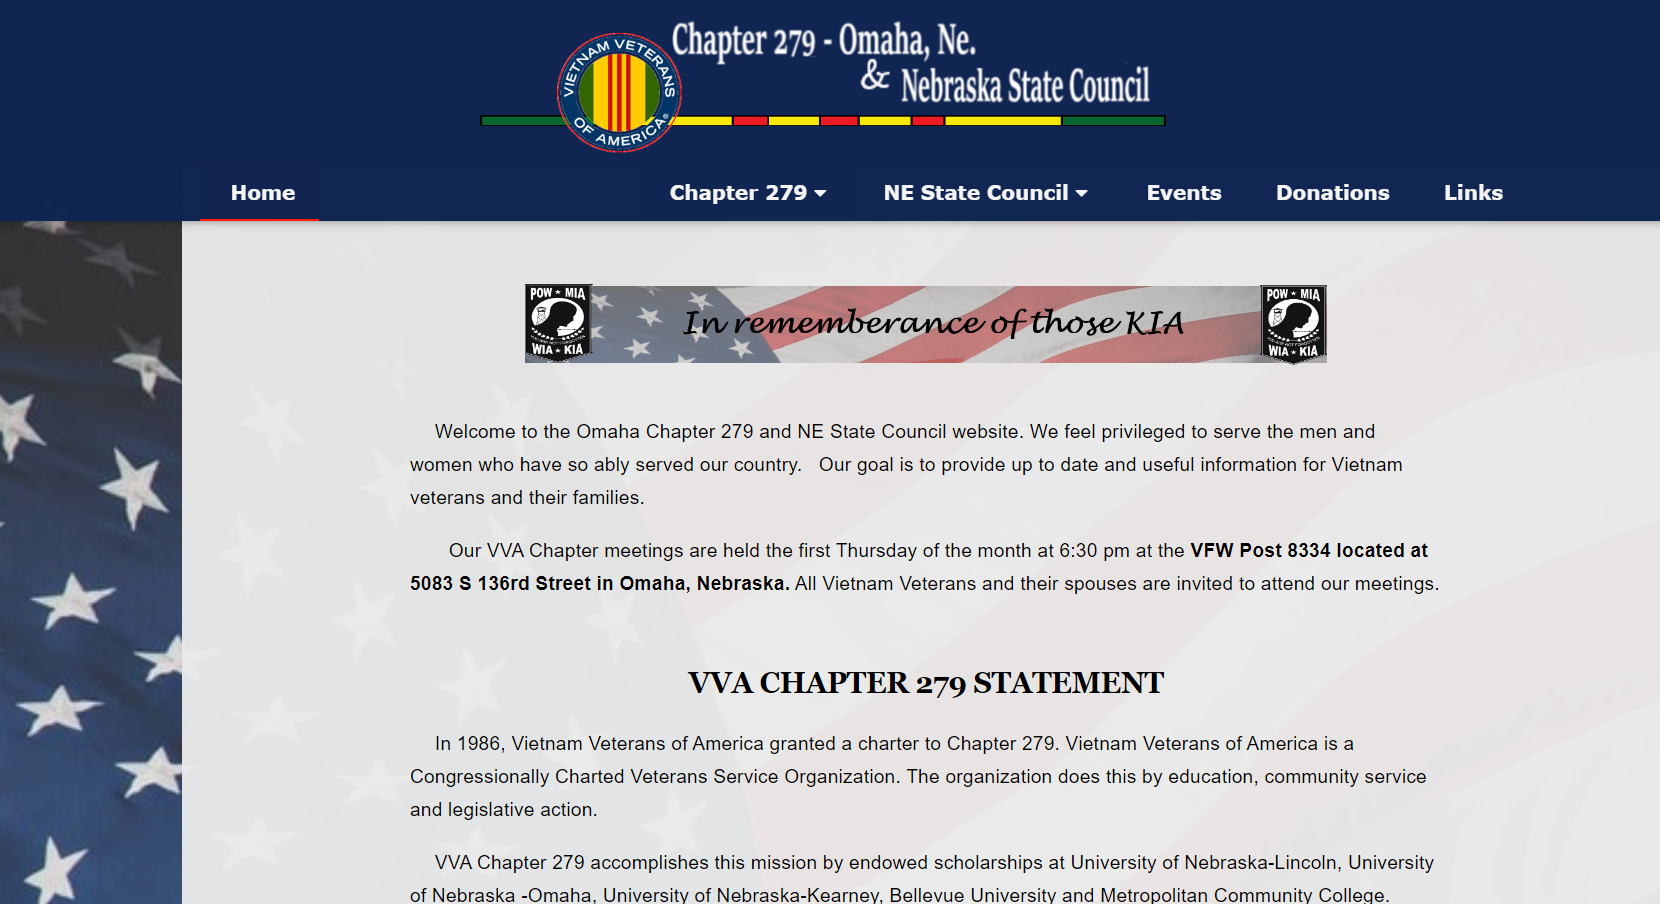 Chapter 279 - Omaha, Ne.
& Nebraska State Council
VIETNAM VETERANS
OF AMERICA®
Home
Chapter 279
NE State Council
Events
Donations
Links
POW ★ MIA
WIA ★ KIA
In rememberance of those KIA
POW ★ MIA
WIA ★ KIA
Welcome to the Omaha Chapter 279 and NE State Council website. We feel privileged to serve the men and
women who have so ably served our country. Our goal is to provide up to date and useful information for Vietnam
veterans and their families.
Our VVA Chapter meetings are held the first Thursday of the month at 6:30 pm at the VFW Post 8334 located at
5083 S 136rd Street in Omaha, Nebraska. All Vietnam Veterans and their spouses are invited to attend our meetings.
VVA CHAPTER 279 STATEMENT
In 1986, Vietnam Veterans of America granted a charter to Chapter 279. Vietnam Veterans of America is a
Congressionally Charted Veterans Service Organization. The organization does this by education, community service
and legislative action.
VVA Chapter 279 accomplishes this mission by endowed scholarships at University of Nebraska-Lincoln, University
of Nebraska -Omaha, University of Nebraska-Kearney, Bellevue University and Metropolitan Community College.